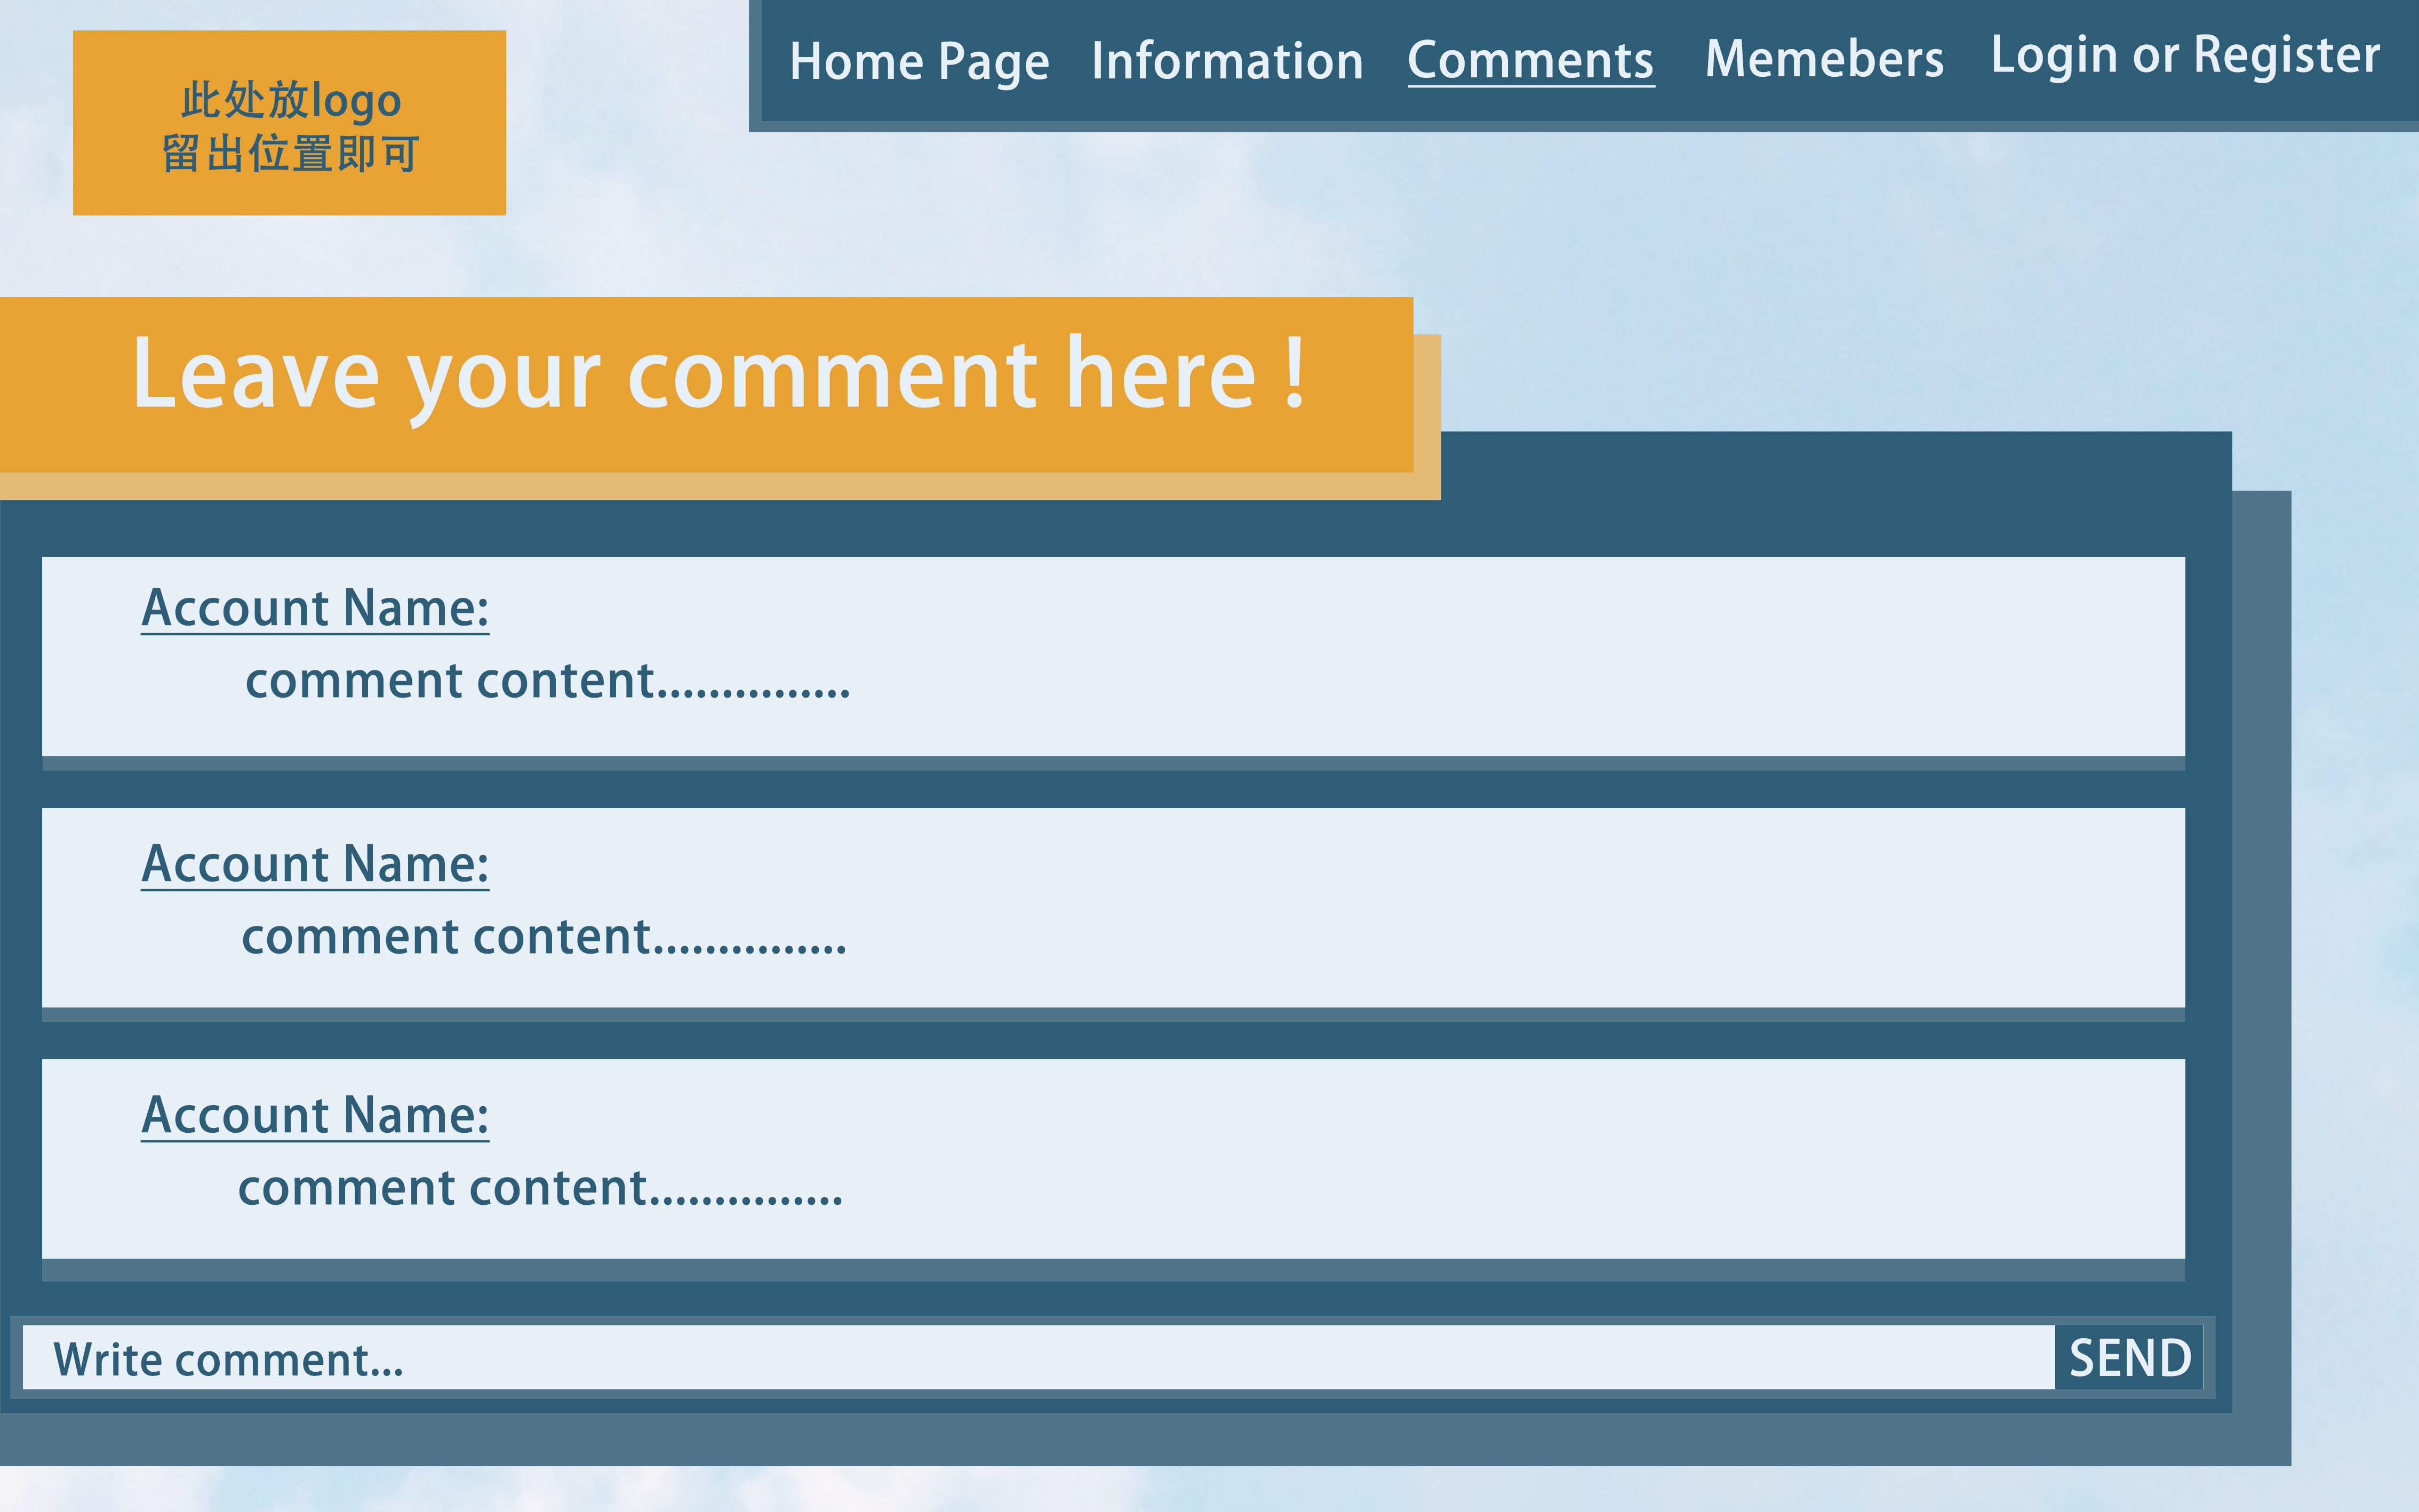 此处放logo
留出位置即可
Home Page Information Comments Memebers Login or Register
Leave your comment here !
Account Name:
comment content...............
Account Name:
comment content...............
Account Name:
comment content...............
Write comment... SEND